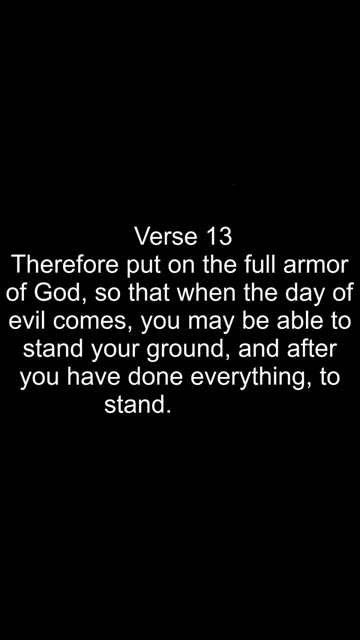 Verse 13
Therefore put on the full armor
of God, so that when the day of
evil comes, you may be able to
stand your ground, and after
you have done everything, to
stand.